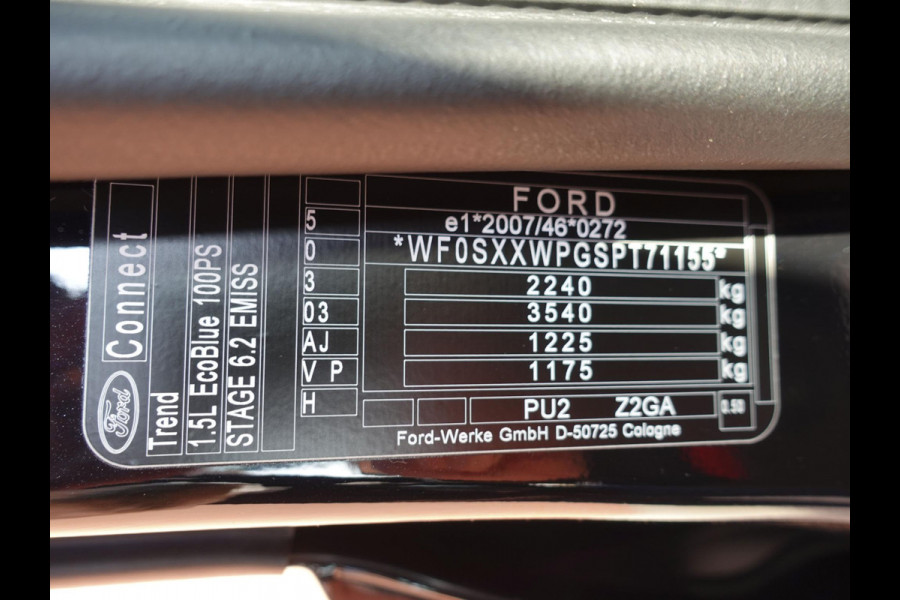 Ford
Connect
Trend
1.5L EcoBlue 100PS
STAGE 6.2 EMISS
5
0
3
03
AJ
V P
H
FORD
e1*2007/46*0272
*WF0SXXWPGSPT71155*
2240 kg
3540 kg
1225 kg
1175 kg
PU2 Z2GA
0.50
Ford-Werke GmbH D-50725 Cologne